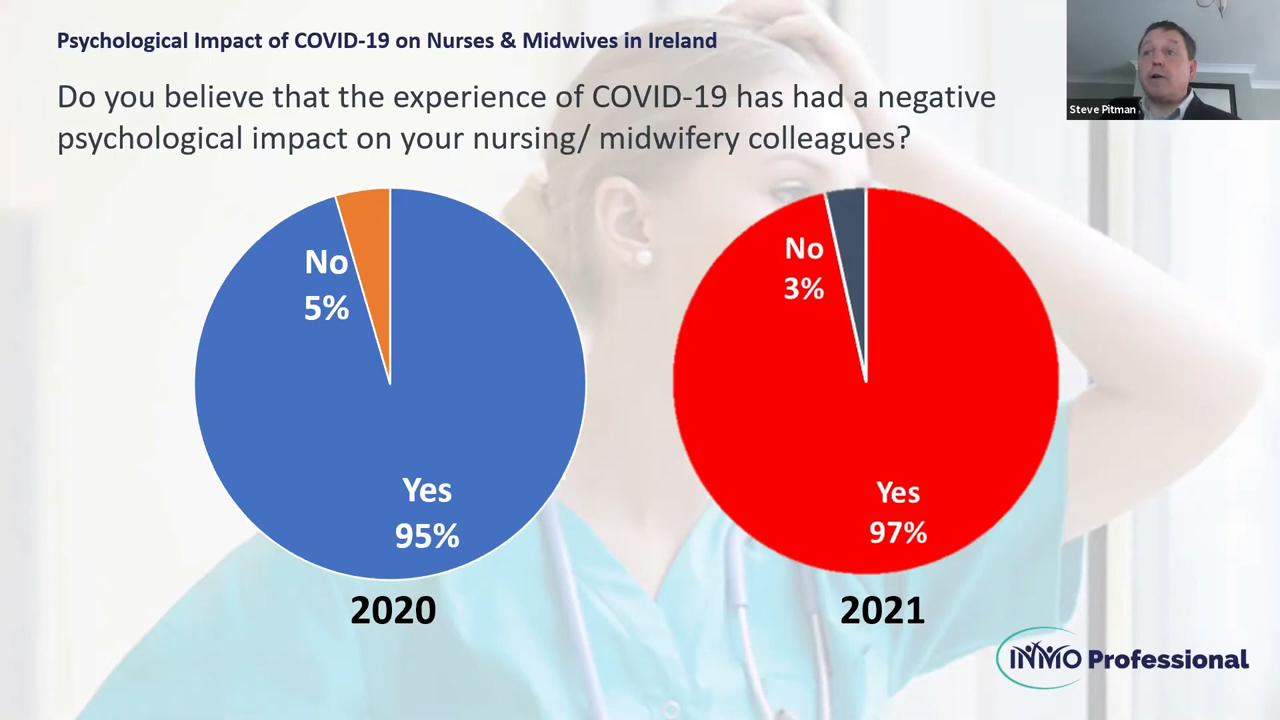 Psychological Impact of COVID-19 on Nurses & Midwives in Ireland
Steve Pitman
Do you believe that the experience of COVID-19 has had a negative
psychological impact on your nursing/ midwifery colleagues?
No
5%
Yes
95%
2020
No
3%
Yes
97%
2021
INMO Professional